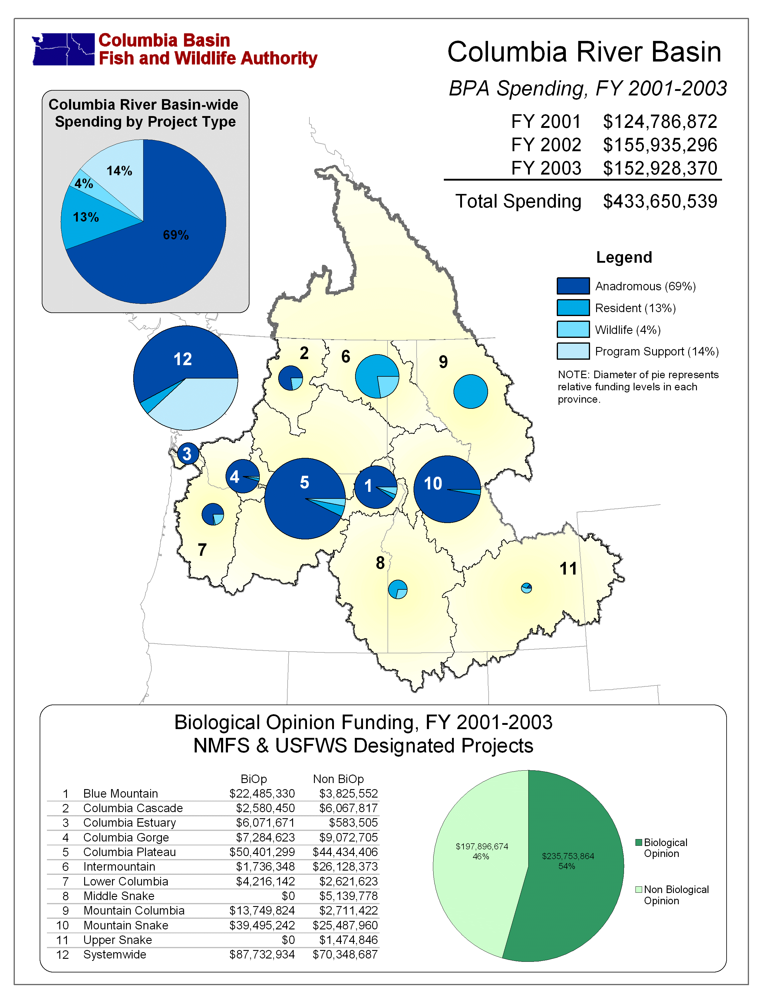 Columbia Basin
Fish and Wildlife Authority
Columbia River Basin
BPA Spending, FY 2001-2003
FY 2001 $124,786,872
FY 2002 $155,935,296
FY 2003 $152,928,370
Total Spending $433,650,539
Columbia River Basin-wide
Spending by Project Type
14%
4%
13%
69%
Legend
Anadromous (69%)
Resident (13%)
Wildlife (4%)
Program Support (14%)
NOTE: Diameter of pie represents
relative funding levels in each
province.
2
6
9
12
3
4
5
1
10
7
8
11
Biological Opinion Funding, FY 2001-2003
NMFS & USFWS Designated Projects
BiOp Non BiOp
1 Blue Mountain $22,485,330 $3,825,552
2 Columbia Cascade $2,580,450 $6,067,817
3 Columbia Estuary $6,071,671 $583,505
4 Columbia Gorge $7,284,623 $9,072,705
5 Columbia Plateau $50,401,299 $44,434,406
6 Intermountain $1,736,348 $26,128,373
7 Lower Columbia $4,216,142 $2,621,623
8 Middle Snake $0 $5,139,778
9 Mountain Columbia $13,749,824 $2,711,422
10 Mountain Snake $39,495,242 $25,487,960
11 Upper Snake $0 $1,474,846
12 Systemwide $87,732,934 $70,348,687
$197,896,674
46%
$235,753,864
54%
Biological
Opinion
Non Biological
Opinion